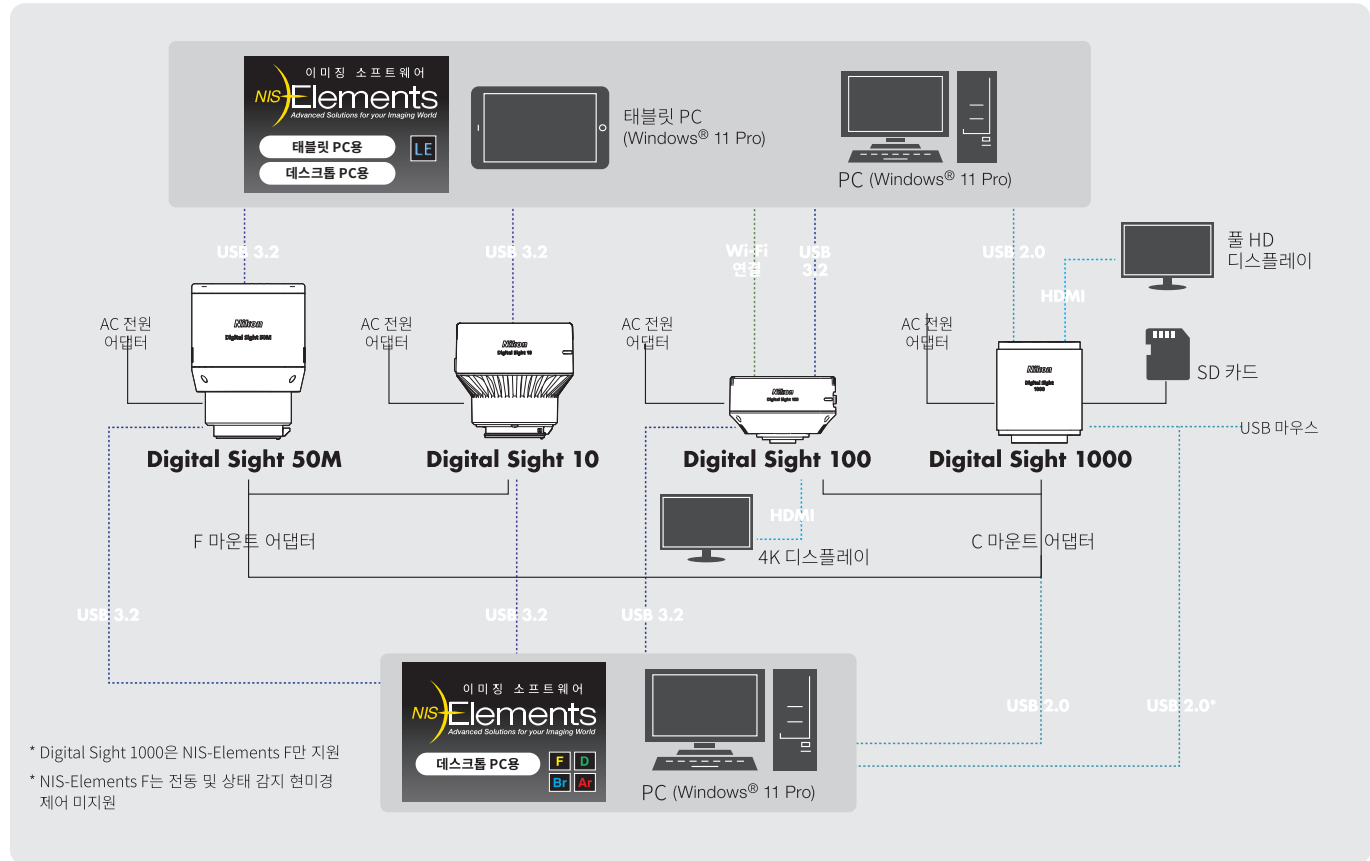 이미징 소프트웨어
NIS Elements
Advanced Solutions for your Imaging World
태블릿 PC용
LE
데스크톱 PC용
태블릿 PC
(Windows® 11 Pro)
PC (Windows® 11 Pro)
USB 3.2
USB 3.2
Wi-Fi
연결
USB
3.2
USB 2.0
HDMI
풀 HD
디스플레이
AC 전원
어댑터
Nikon
Digital Sight 50M
AC 전원
어댑터
Nikon
Digital Sight 10
AC 전원
어댑터
Nikon
Digital Sight 100
AC 전원
어댑터
Nikon
Digital Sight
1000
SD 카드
USB 마우스
Digital Sight 50M
Digital Sight 10
Digital Sight 100
Digital Sight 1000
F 마운트 어댑터
HDMI
4K 디스플레이
C 마운트 어댑터
USB 3.2
USB 3.2
USB 3.2
이미징 소프트웨어
NIS Elements
Advanced Solutions for your Imaging World
데스크톱 PC용
F D
Br Ar
PC (Windows® 11 Pro)
USB 2.0
USB 2.0*
* Digital Sight 1000은 NIS-Elements F만 지원
* NIS-Elements F는 전동 및 상태 감지 현미경
제어 미지원